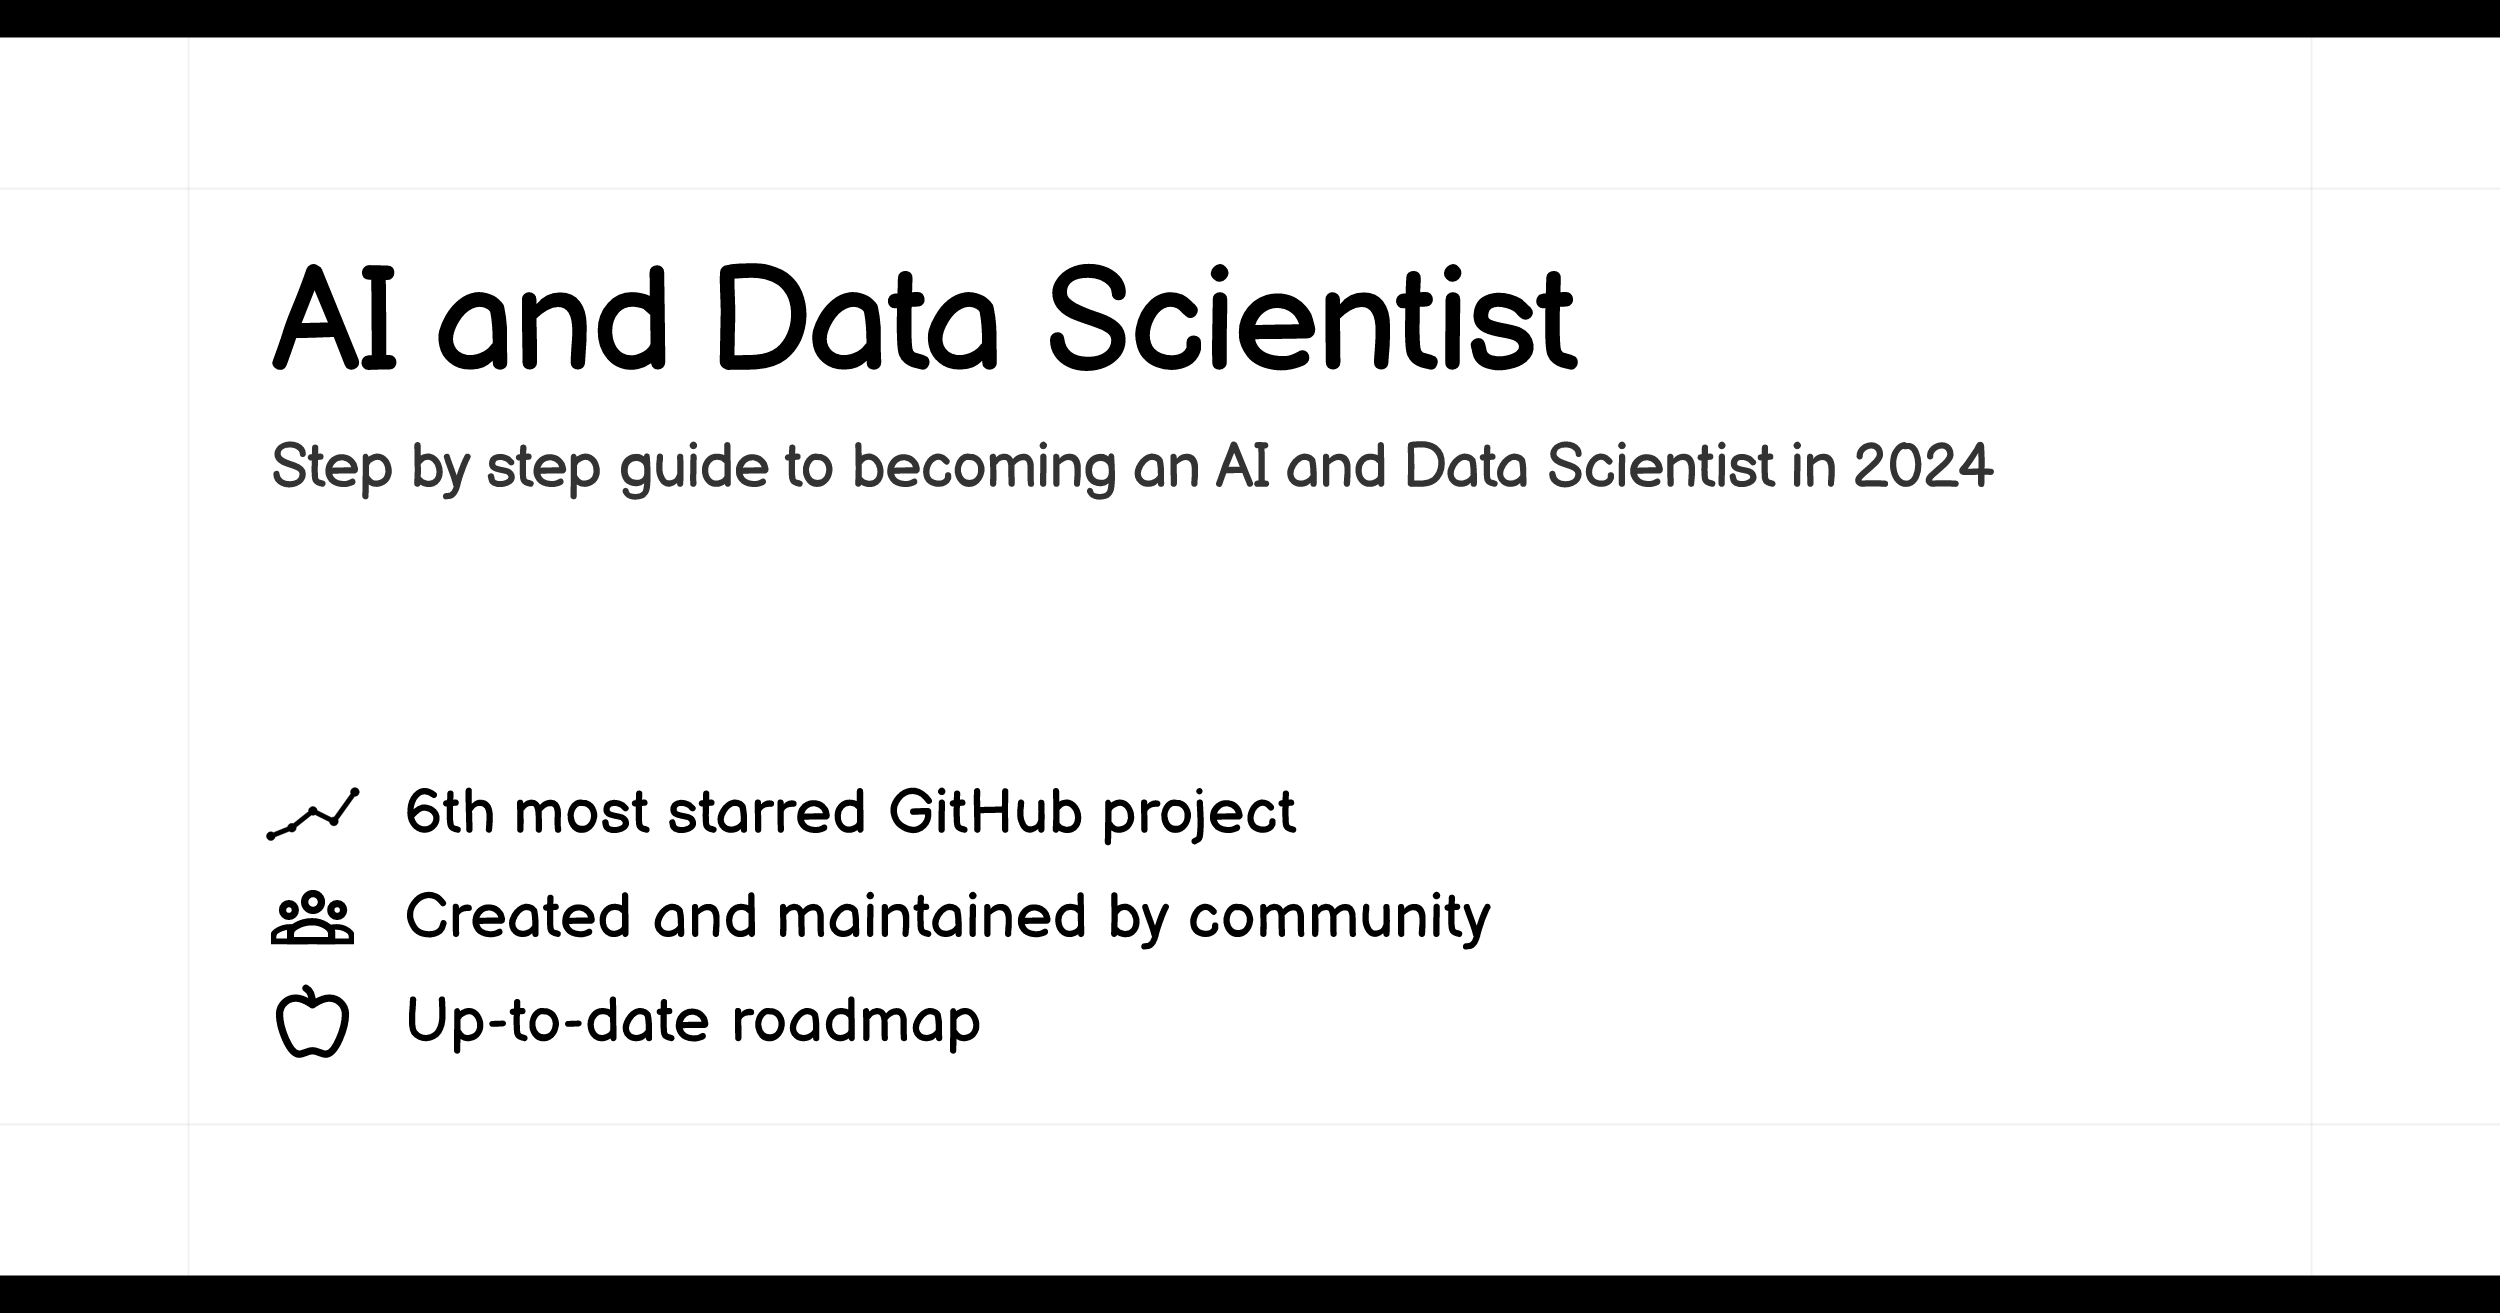 AI and Data Scientist
Step by step guide to becoming an AI and Data Scientist in 2024
6th most starred GitHub project
Created and maintained by community
Up-to-date roadmap